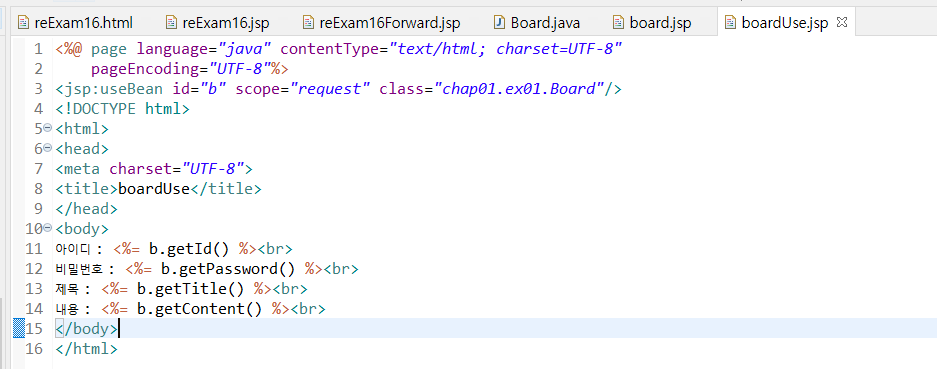 reExam16.html reExam16.jsp reExam16Forward.jsp Board.java board.jsp boardUse.jsp
1 <%@ page language="java" contentType="text/html; charset=UTF-8"
2     pageEncoding="UTF-8"%>
3 <jsp:useBean id="b" scope="request" class="chap01.ex01.Board"/>
4 <!DOCTYPE html>
5 <html>
6 <head>
7 <meta charset="UTF-8">
8 <title>boardUse</title>
9 </head>
10 <body>
11 아이디 : <%= b.getId() %><br>
12 비밀번호 : <%= b.getPassword() %><br>
13 제목 : <%= b.getTitle() %><br>
14 내용 : <%= b.getContent() %><br>
15 </body>
16 </html>